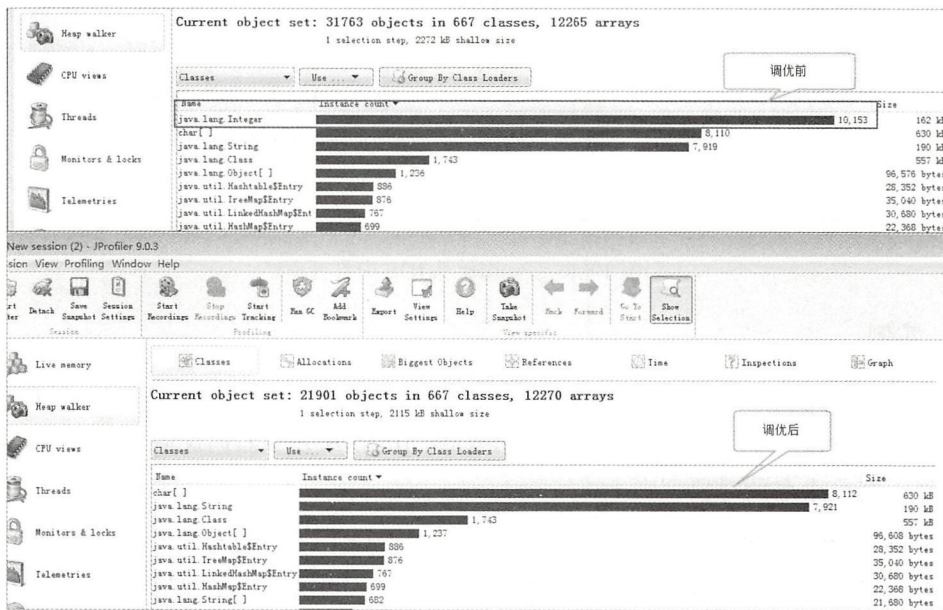 Heap walker
CPU views
Threads
Monitors & locks
Telemetries
Current object set: 31763 objects in 667 classes, 12265 arrays
1 selection step, 2272 kB shallow size
Classes Use ... Group By Class Loaders
调优前
Name Instance count Size
java.lang.Integer 10,153 162 kB
char[ ] 8,110 630 kB
java.lang.String 7,919 190 kB
java.lang.Class 1,743 557 kB
java.lang.Object[ ] 1,236 96,576 bytes
java.util.Hashtable$Entry 886 28,352 bytes
java.util.TreeMap$Entry 876 35,040 bytes
java.util.LinkedHashMap$Ent 767 30,680 bytes
java.util.HashMap$Entry 699 22,368 bytes
New session (2) - JProfiler 9.0.3
sion View Profiling Window Help
Detach Save Snapshot Session Settings Start Recordings Stop Recordings Start Tracking Run GC Add Bookmark Export View Settings Help Take Snapshot Back Forward Go To Start Show Selection
Session Profiling View specific
Live memory
Heap walker
CPU views
Threads
Monitors & locks
Telemetries
Classes Allocations Biggest Objects References Time Inspections Graph
Current object set: 21901 objects in 667 classes, 12270 arrays
1 selection step, 2115 kB shallow size
调优后
Classes Use ... Group By Class Loaders
Name Instance count Size
char[ ] 8,112 630 kB
java.lang.String 7,921 190 kB
java.lang.Class 1,743 557 kB
java.lang.Object[ ] 1,237 96,608 bytes
java.util.Hashtable$Entry 886 28,352 bytes
java.util.TreeMap$Entry 876 35,040 bytes
java.util.LinkedHashMap$Entry 767 30,680 bytes
java.util.HashMap$Entry 699 22,368 bytes
java.lang.String[ ] 682 21,680 bytes